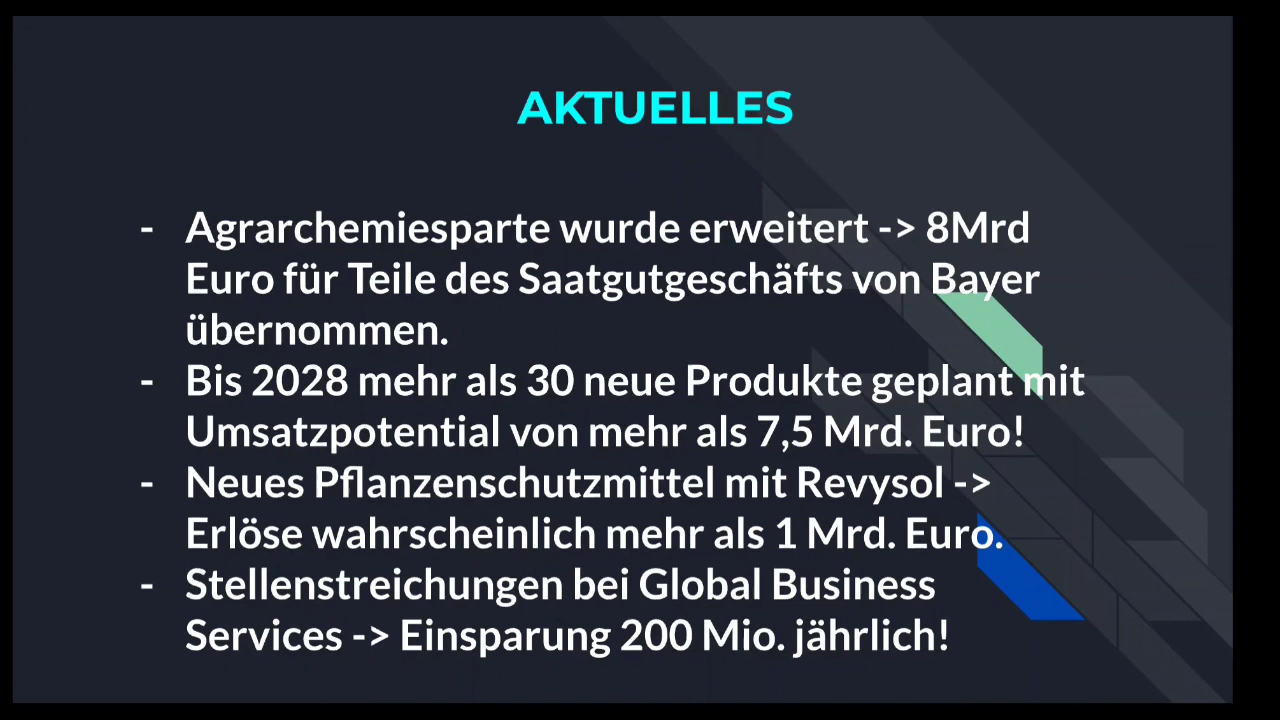 AKTUELLES
- Agrarchemiesparte wurde erweitert -> 8Mrd
Euro für Teile des Saatgutgeschäfts von Bayer
übernommen.
- Bis 2028 mehr als 30 neue Produkte geplant mit
Umsatzpotential von mehr als 7,5 Mrd. Euro!
- Neues Pflanzenschutzmittel mit Revysol ->
Erlöse wahrscheinlich mehr als 1 Mrd. Euro.
- Stellenstreichungen bei Global Business
Services -> Einsparung 200 Mio. jährlich!